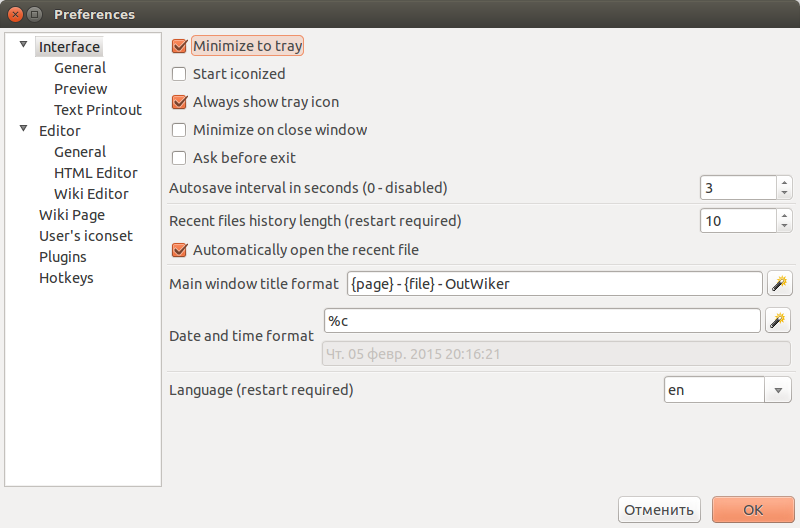 Preferences
Interface
General
Preview
Text Printout
Editor
General
HTML Editor
Wiki Editor
Wiki Page
User's iconset
Plugins
Hotkeys
Minimize to tray
Start iconized
Always show tray icon
Minimize on close window
Ask before exit
Autosave interval in seconds (0 - disabled) 3
Recent files history length (restart required) 10
Automatically open the recent file
Main window title format {page} - {file} - OutWiker
Date and time format %c
Чт. 05 февр. 2015 20:16:21
Language (restart required) en
Отменить OK